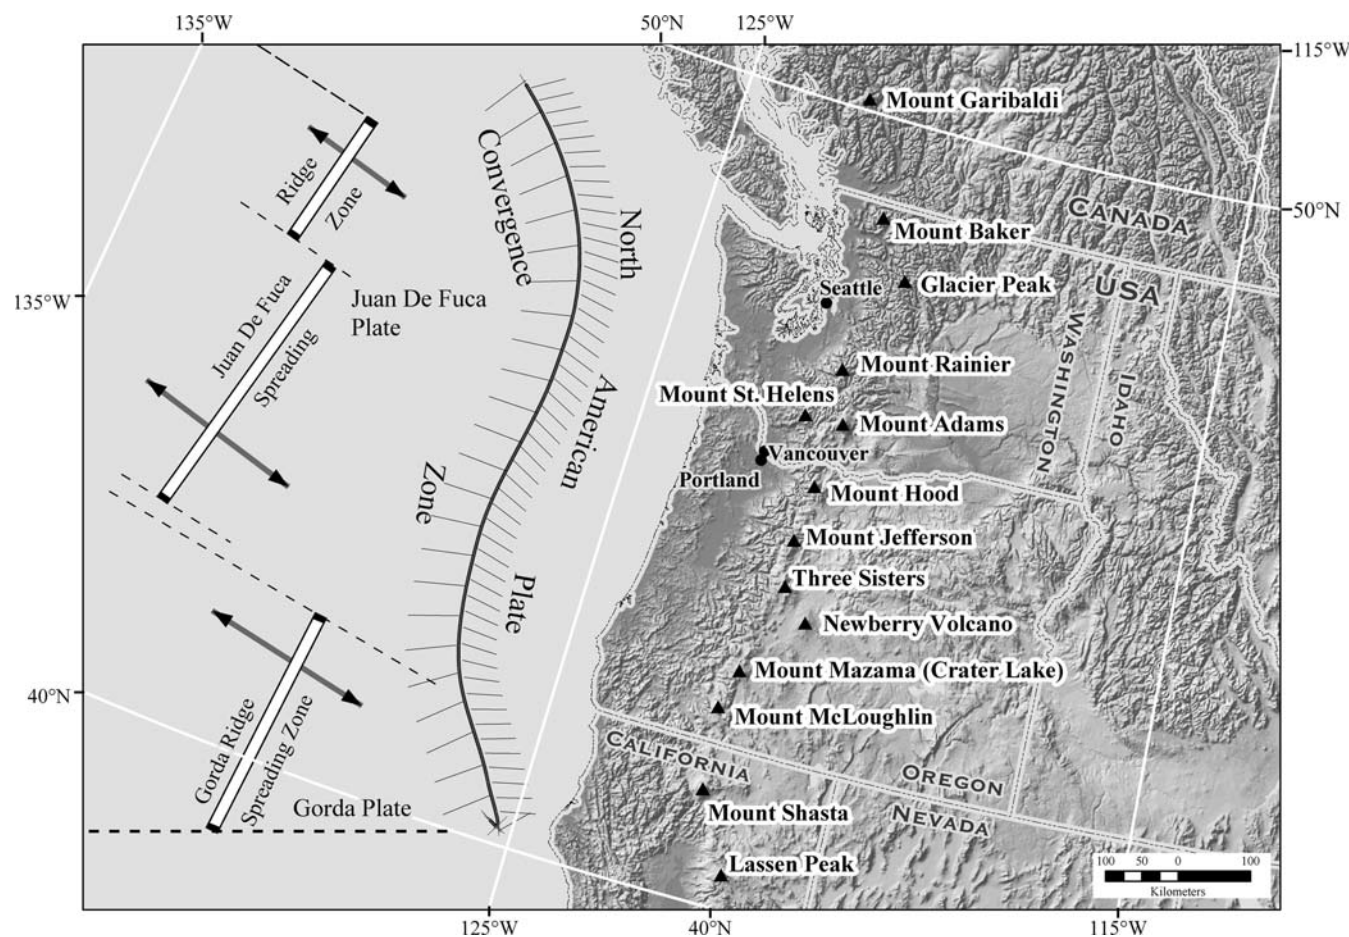 135°W
50°N
125°W
115°W
Mount Garibaldi
Ridge
Zone
Convergence
North
CANADA
50°N
Mount Baker
Seattle
Glacier Peak
USA
135°W
Juan De Fuca
Spreading
Juan De Fuca
Plate
WASHINGTON
IDAHO
Mount Rainier
Mount St. Helens
American
Mount Adams
Vancouver
Portland
Zone
Mount Hood
Mount Jefferson
Three Sisters
Plate
Newberry Volcano
Mount Mazama (Crater Lake)
40°N
Mount McLoughlin
Gorda Ridge
Spreading Zone
CALIFORNIA
OREGON
NEVADA
Gorda Plate
Mount Shasta
Lassen Peak
100 50 0 100
Kilometers
125°W
40°N
115°W